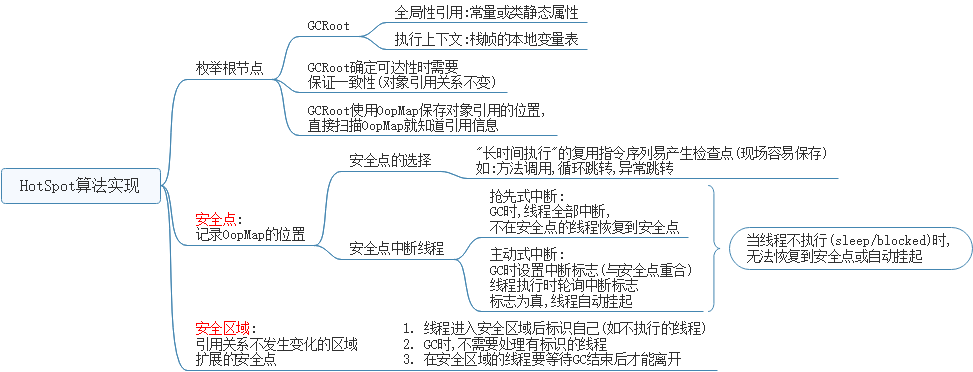 HotSpot算法实现
枚举根节点
GCRoot
全局性引用:常量或类静态属性
执行上下文:栈帧的本地变量表
GCRoot确定可达性时需要
保证一致性(对象引用关系不变)
GCRoot使用OopMap保存对象引用的位置,
直接扫描OopMap就知道引用信息
安全点:
记录OopMap的位置
安全点的选择
"长时间执行"的复用指令序列易产生检查点(现场容易保存)
如:方法调用,循环跳转,异常跳转
安全点中断线程
抢先式中断:
GC时,线程全部中断,
不在安全点的线程恢复到安全点
主动式中断:
GC时设置中断标志(与安全点重合)
线程执行时轮询中断标志
标志为真,线程自动挂起
当线程不执行(sleep/blocked)时,
无法恢复到安全点或自动挂起
安全区域:
引用关系不发生变化的区域
扩展的安全点
1. 线程进入安全区域后标识自己(如不执行的线程)
2. GC时,不需要处理有标识的线程
3. 在安全区域的线程要等待GC结束后才能离开